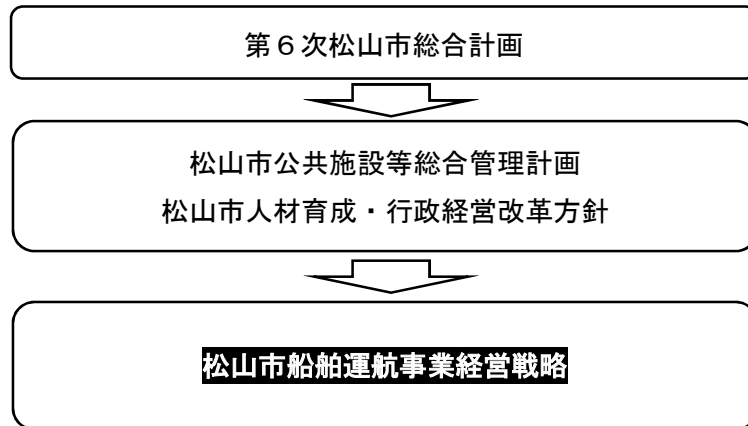 第６次松山市総合計画
松山市公共施設等総合管理計画
松山市人材育成・行政経営改革方針
松山市船舶運航事業経営戦略